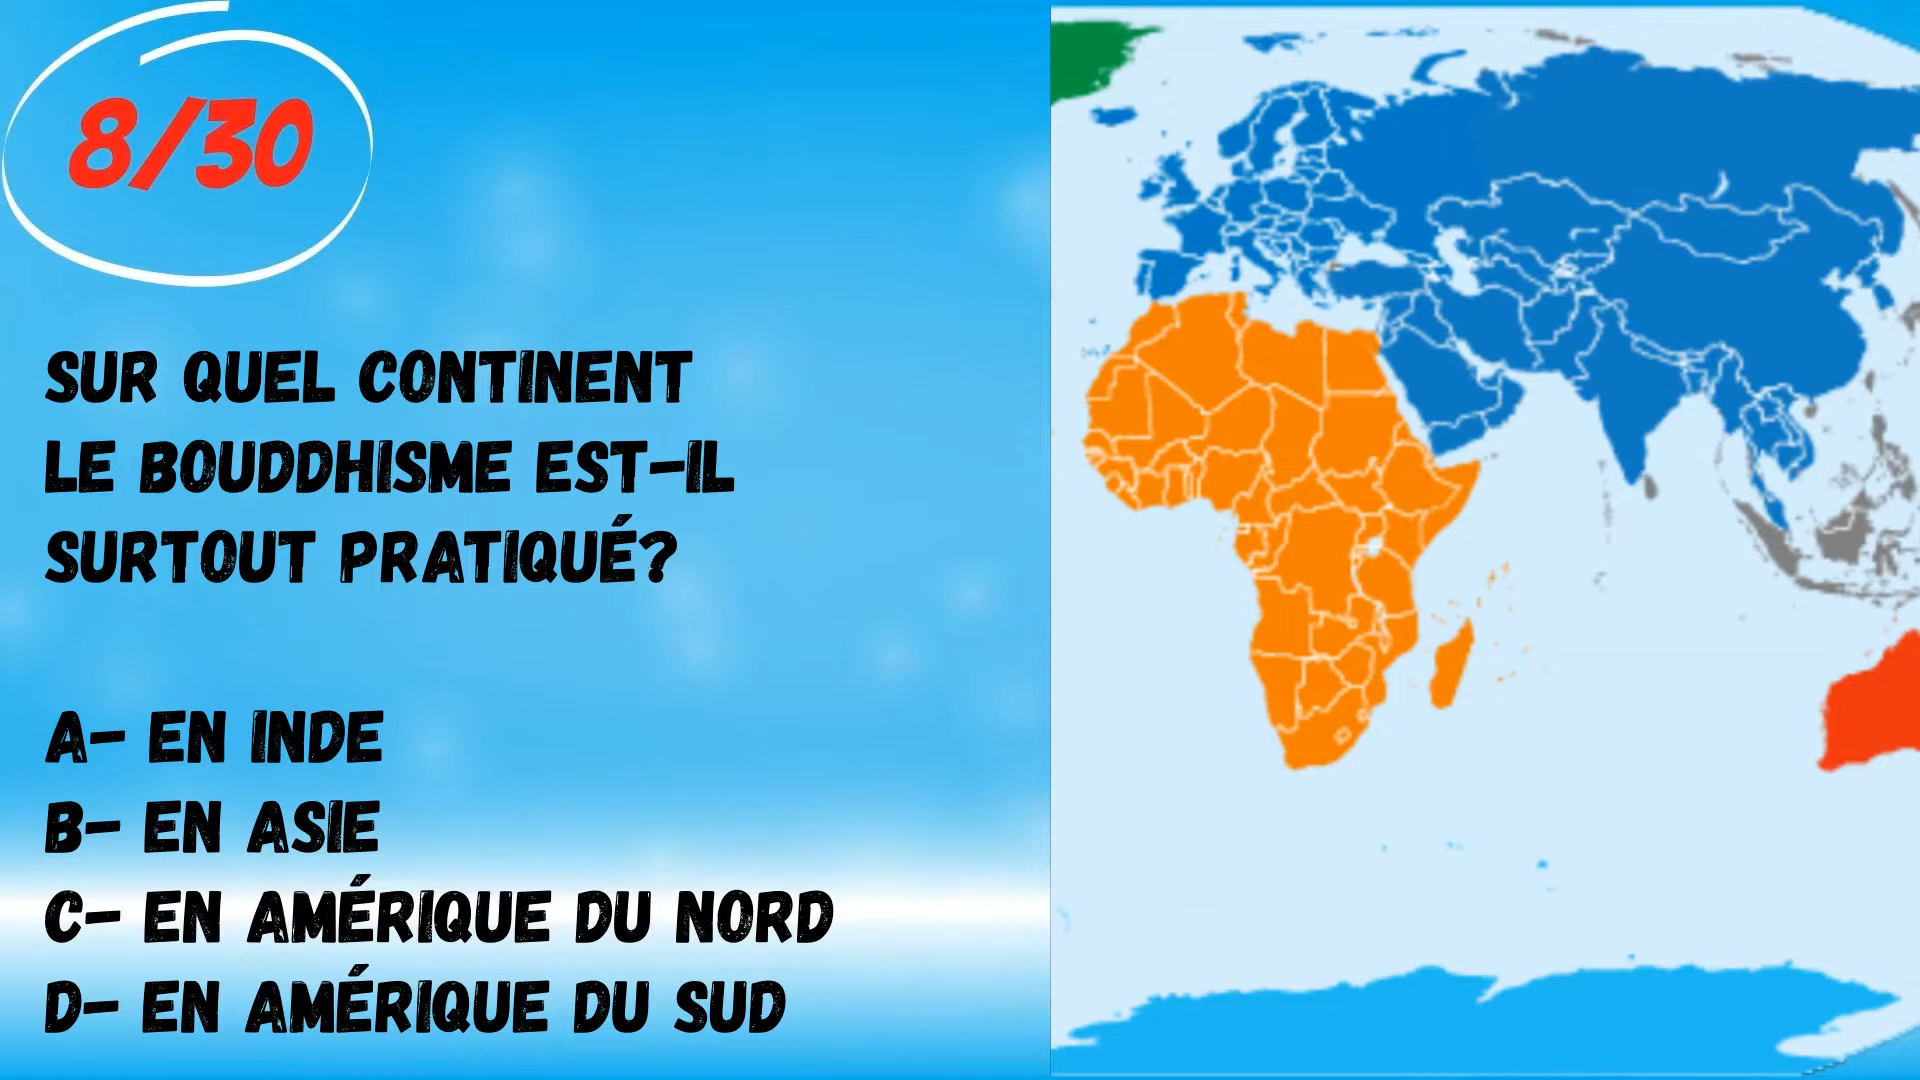 8/30
SUR QUEL CONTINENT
LE BOUDDHISME EST-IL
SURTOUT PRATIQUÉ?
A- EN INDE
B- EN ASIE
C- EN AMÉRIQUE DU NORD
D- EN AMÉRIQUE DU SUD